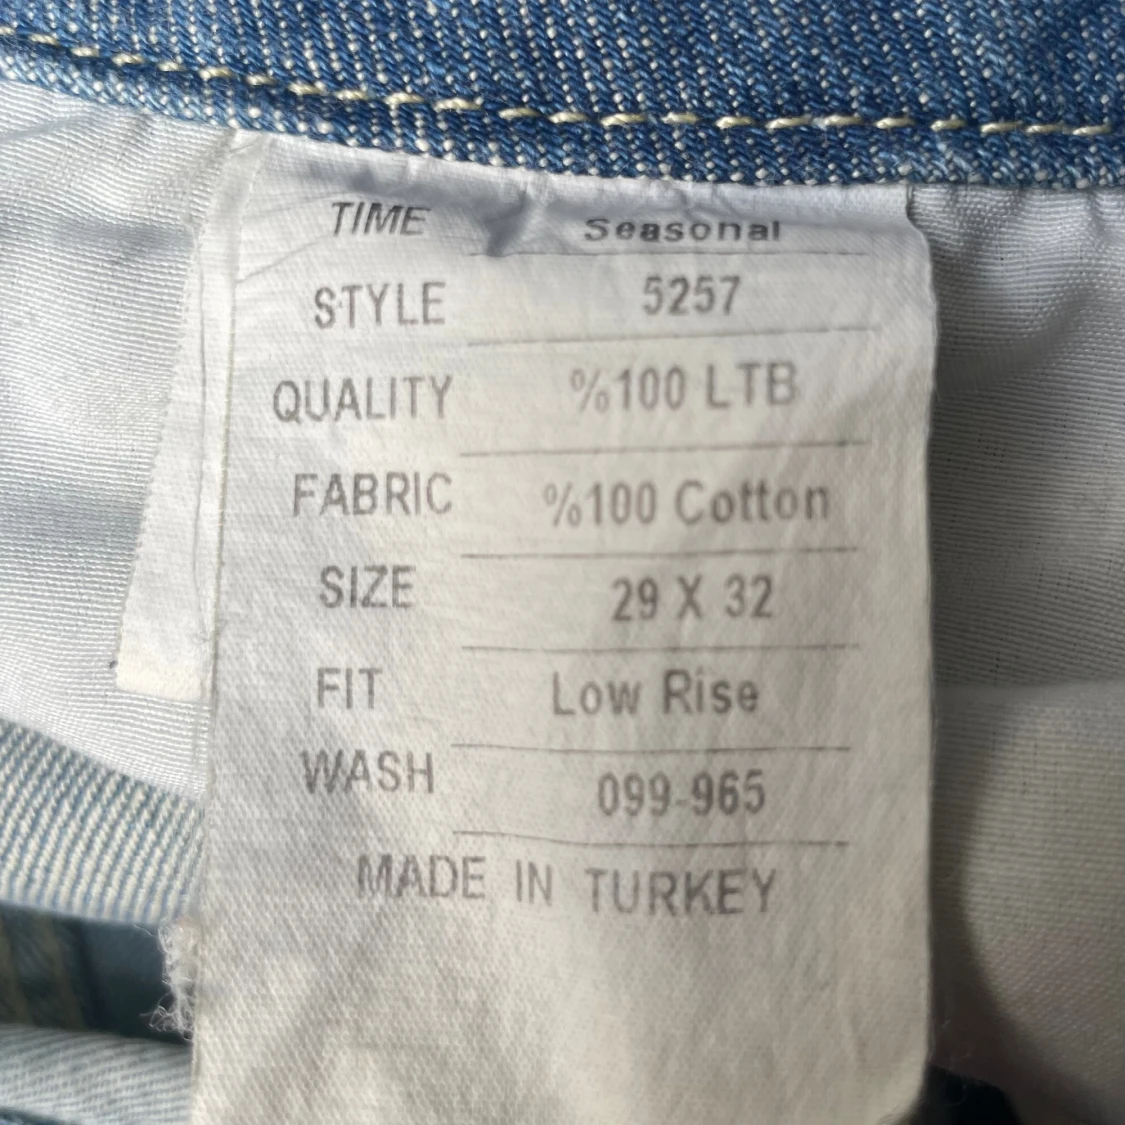 TIME Seasonal
STYLE 5257
QUALITY %100 LTB
FABRIC %100 Cotton
SIZE 29 X 32
FIT Low Rise
WASH 099-965
MADE IN TURKEY